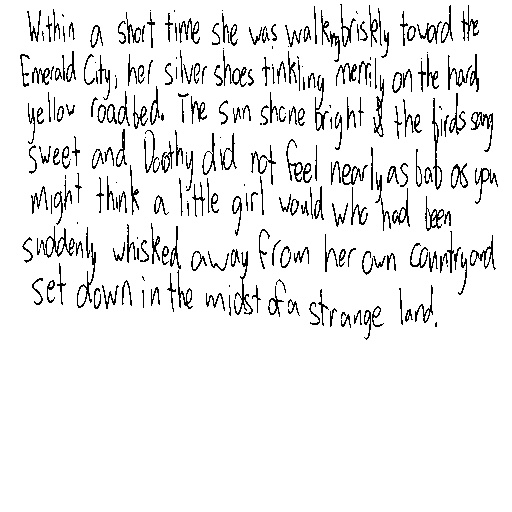 Within a short time she was walking briskly toward the
Emerald City, her silver shoes tinkling merrily on the hard,
yellow roadbed. The sun shone bright & the birds sang
sweet and Dorothy did not feel nearly as bad as you
might think a little girl would who had been
suddenly whisked away from her own country and
set down in the midst of a strange land.